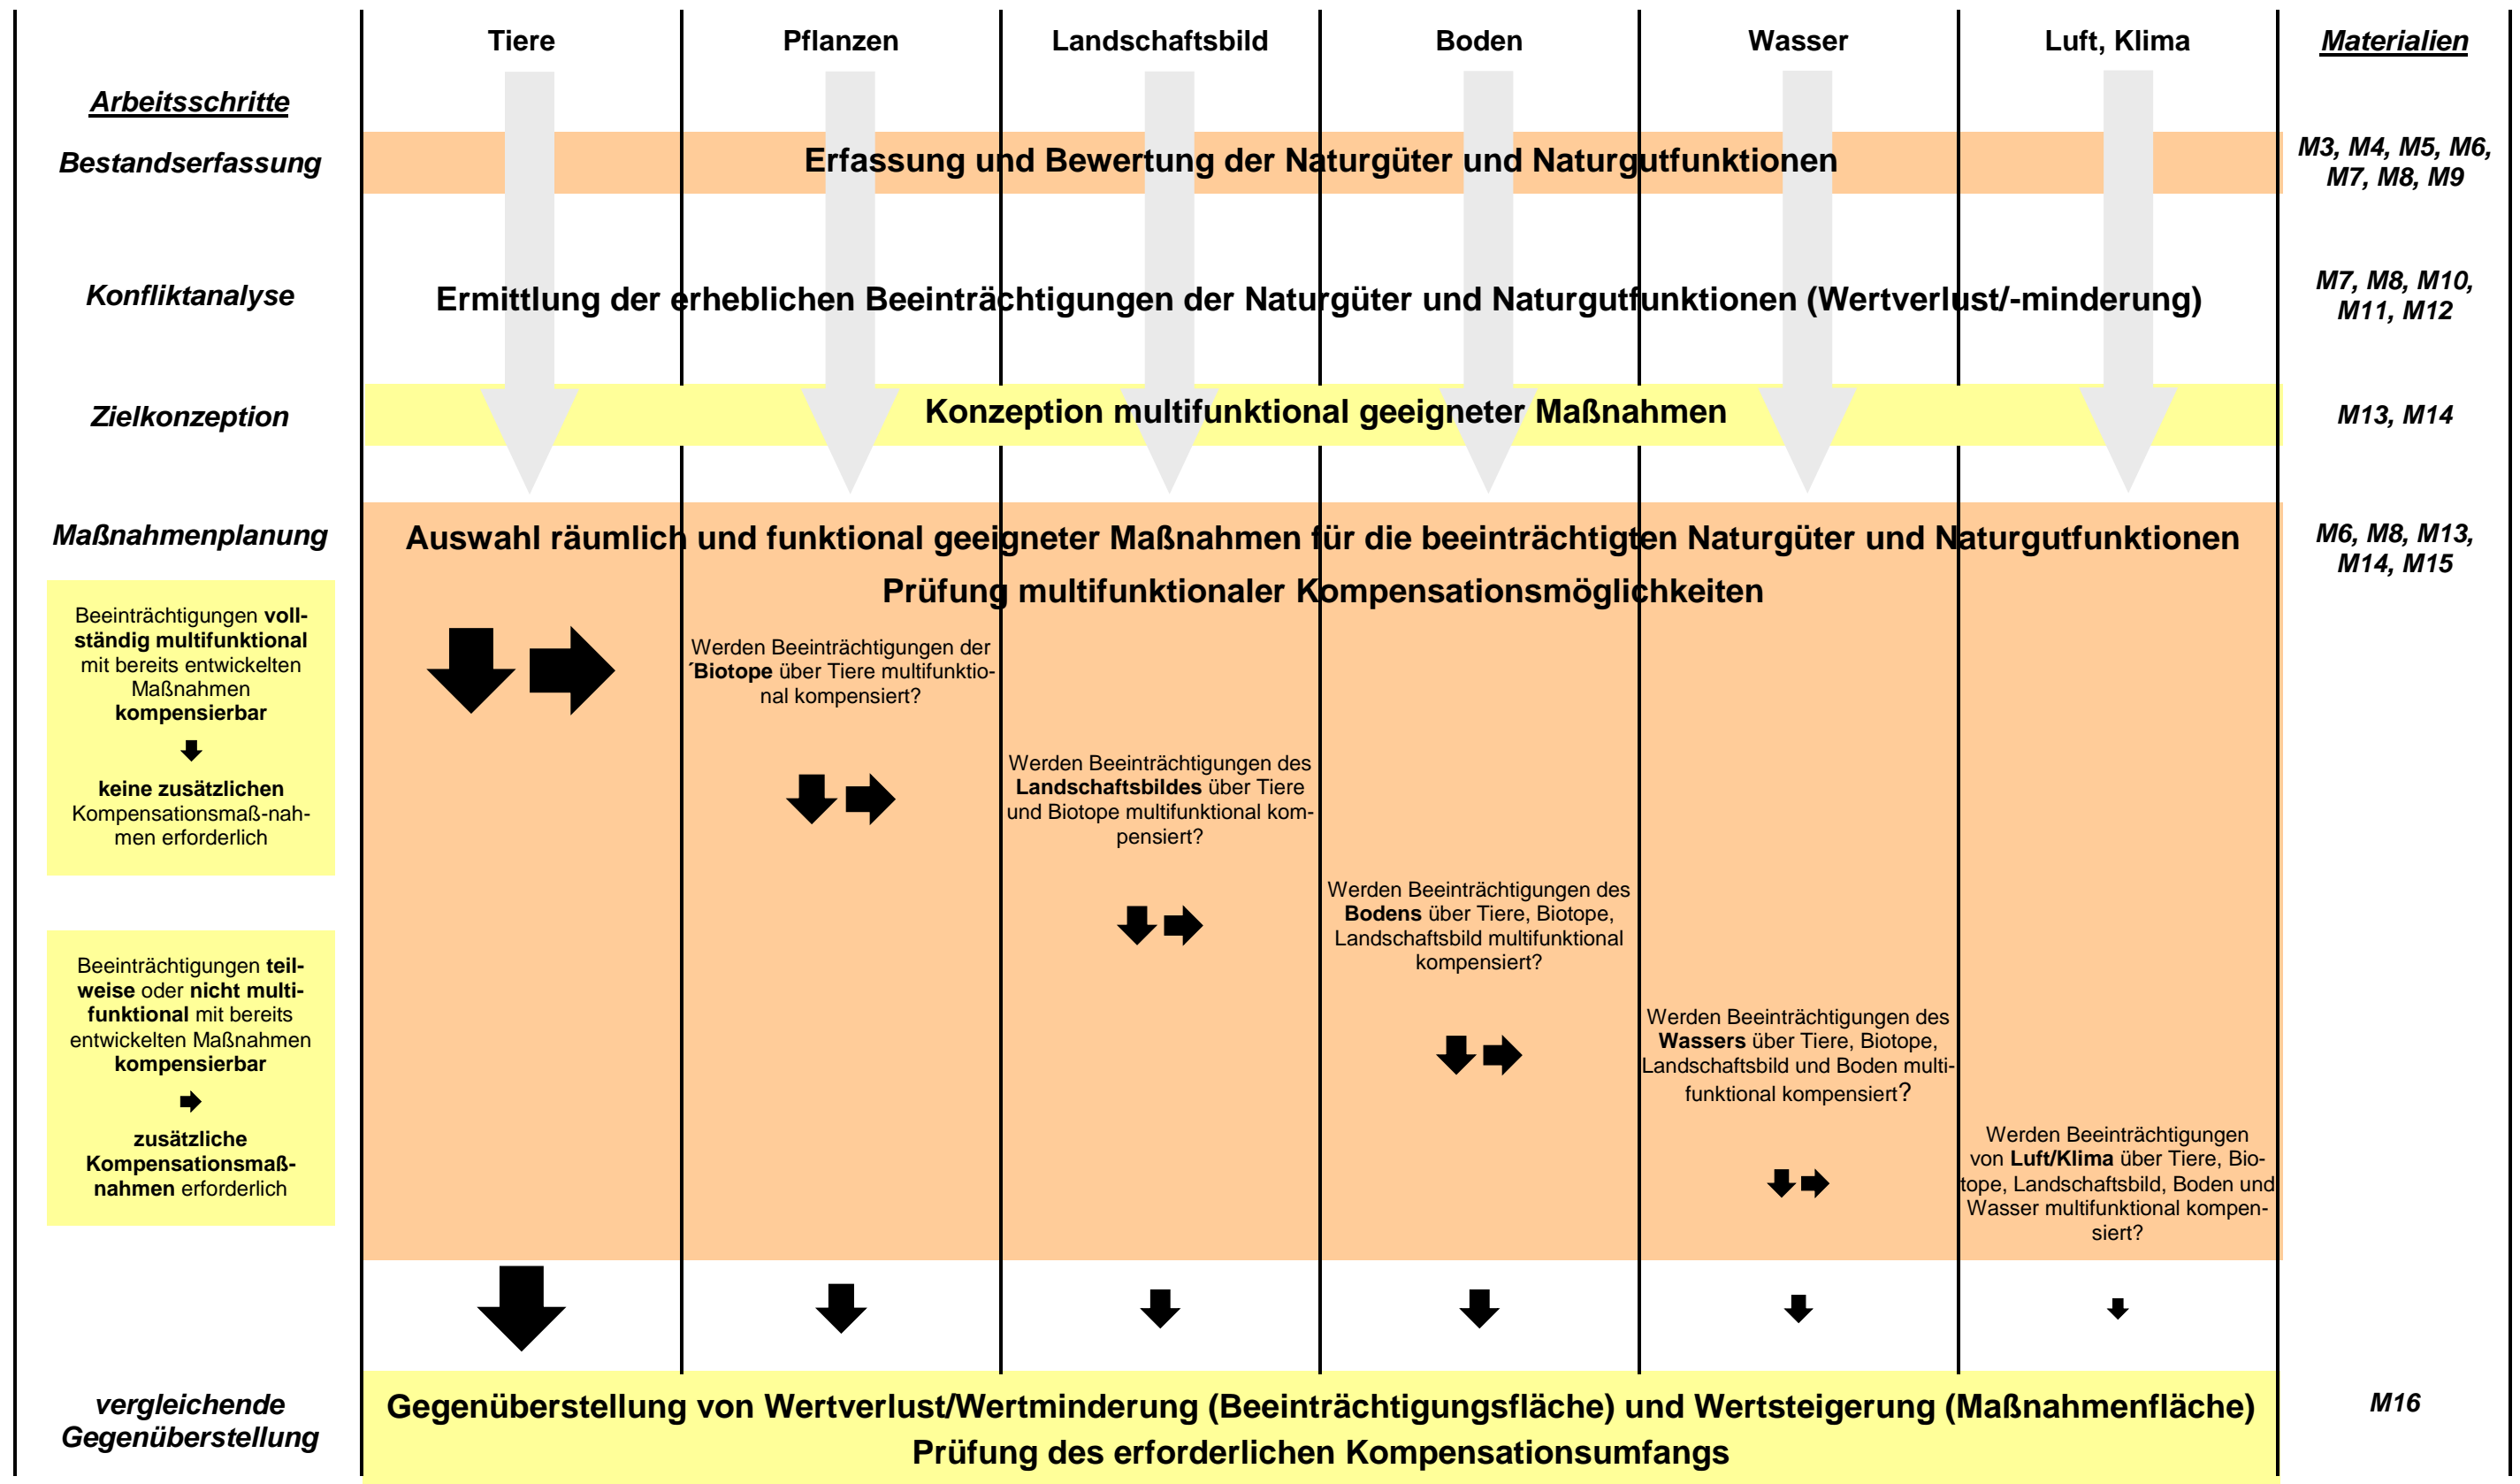 Tiere
Pflanzen
Landschaftsbild
Boden
Wasser
Luft, Klima
Materialien
Arbeitsschritte
Bestandserfassung
Erfassung und Bewertung der Naturgüter und Naturgutfunktionen
M3, M4, M5, M6,
M7, M8, M9
Konfliktanalyse
Ermittlung der erheblichen Beeinträchtigungen der Naturgüter und Naturgutfunktionen (Wertverlust/-minderung)
M7, M8, M10,
M11, M12
Zielkonzeption
Konzeption multifunktional geeigneter Maßnahmen
M13, M14
Maßnahmenplanung
Auswahl räumlich und funktional geeigneter Maßnahmen für die beeinträchtigten Naturgüter und Naturgutfunktionen
Prüfung multifunktionaler Kompensationsmöglichkeiten
M6, M8, M13,
M14, M15
Beeinträchtigungen voll-
ständig multifunktional
mit bereits entwickelten
Maßnahmen
kompensierbar
keine zusätzlichen
Kompensationsmaß-nah-
men erforderlich
Beeinträchtigungen teil-
weise oder nicht multi-
funktional mit bereits
entwickelten Maßnahmen
kompensierbar
zusätzliche
Kompensationsmaß-
nahmen erforderlich
Werden Beeinträchtigungen der
´Biotope über Tiere multifunktio-
nal kompensiert?
Werden Beeinträchtigungen des
Landschaftsbildes über Tiere
und Biotope multifunktional kom-
pensiert?
Werden Beeinträchtigungen des
Bodens über Tiere, Biotope,
Landschaftsbild multifunktional
kompensiert?
Werden Beeinträchtigungen des
Wassers über Tiere, Biotope,
Landschaftsbild und Boden multi-
funktional kompensiert?
Werden Beeinträchtigungen
von Luft/Klima über Tiere, Bio-
tope, Landschaftsbild, Boden und
Wasser multifunktional kompen-
siert?
vergleichende
Gegenüberstellung
Gegenüberstellung von Wertverlust/Wertminderung (Beeinträchtigungsfläche) und Wertsteigerung (Maßnahmenfläche)
Prüfung des erforderlichen Kompensationsumfangs
M16